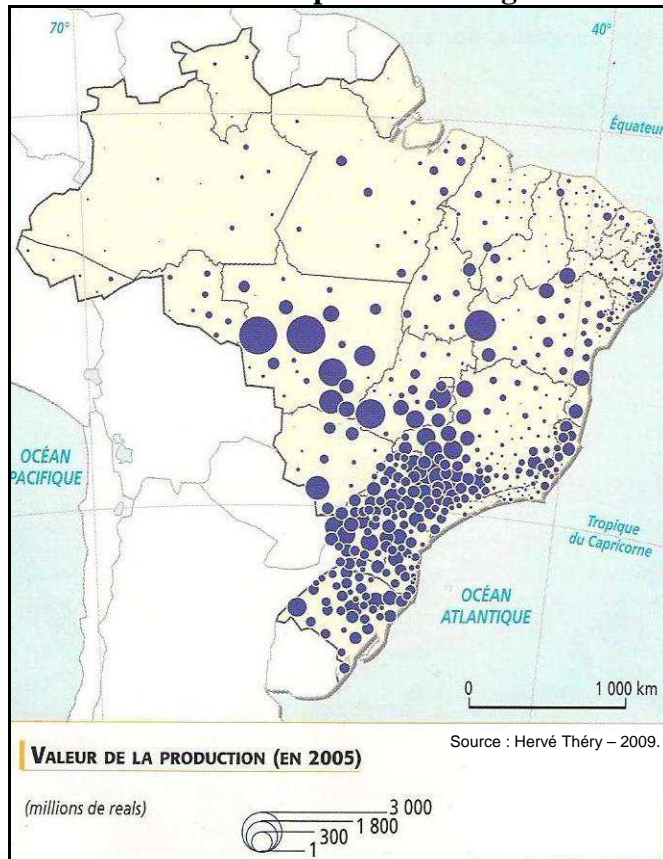 70°
40°
Équateur
OCÉAN
PACIFIQUE
Tropique
du Capricorne
OCÉAN
ATLANTIQUE
0
1 000 km
Source : Hervé Théry – 2009.
VALEUR DE LA PRODUCTION (EN 2005)
(millions de reals)
3 000
1 800
300
1